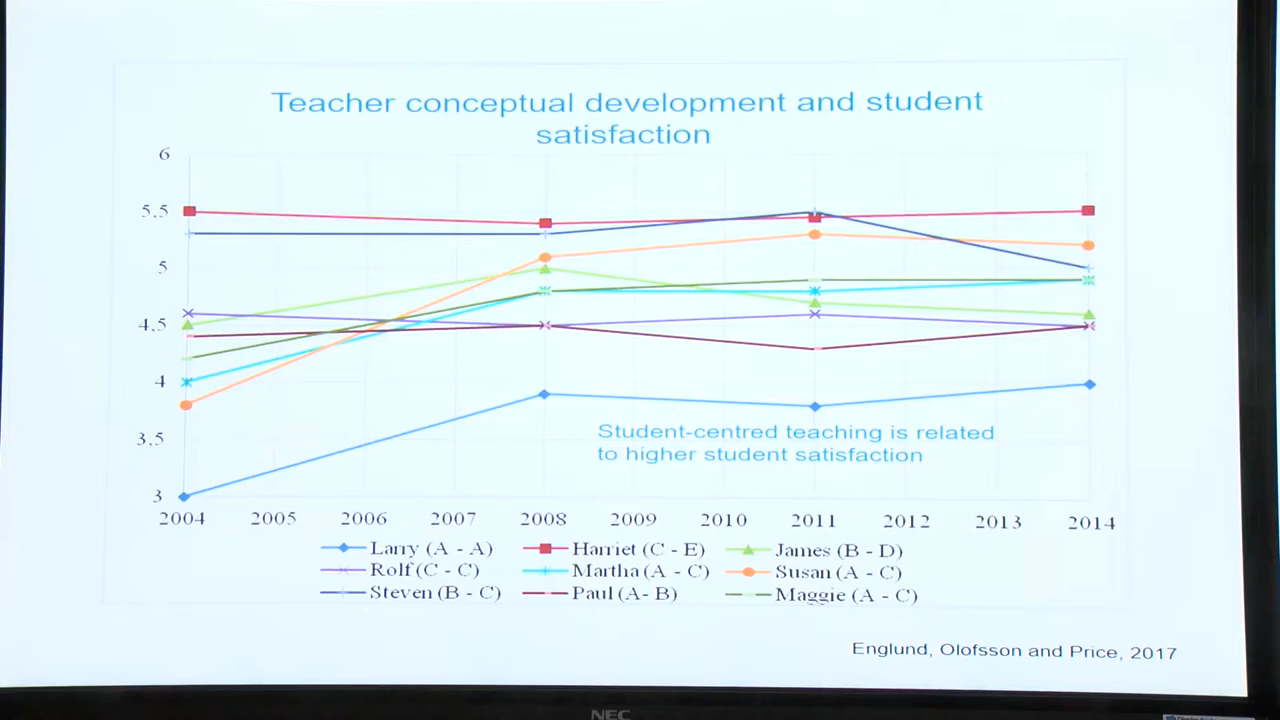 Teacher conceptual development and student
satisfaction
6
5.5
5
4.5
4
3.5
3
Student-centred teaching is related
to higher student satisfaction
2004 2005 2006 2007 2008 2009 2010 2011 2012 2013 2014
Larry (A - A) Harriet (C - E) James (B - D)
Rolf (C - C) Martha (A - C) Susan (A - C)
Steven (B - C) Paul (A- B) Maggie (A - C)
Englund, Olofsson and Price, 2017
NEC